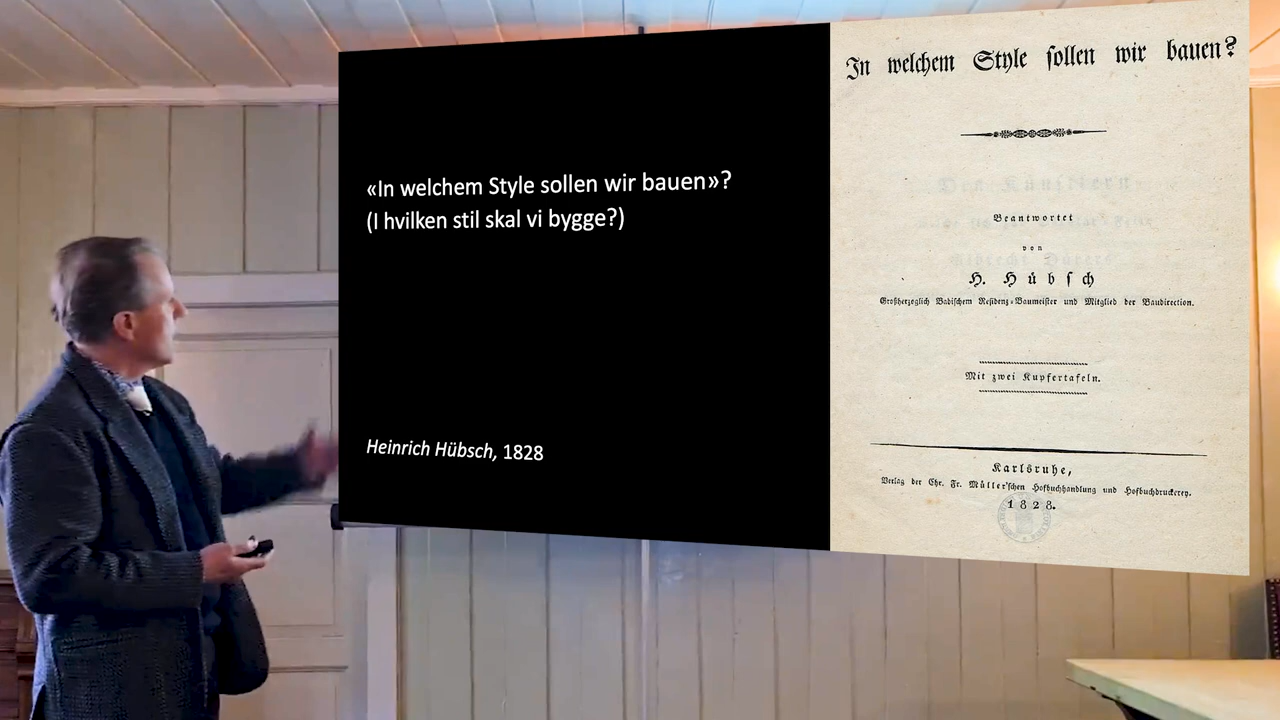 «In welchem Style sollen wir bauen»?
(I hvilken stil skal vi bygge?)
Heinrich Hübsch, 1828
In welchem Style sollen wir bauen?
Beantwortet
von
H. Hübsch
Großherzoglich Badischem Residenz-Baumeister und Mitglied der Baudirection.
Mit zwei Kupfertafeln.
Karlsruhe,
Verlag der Chr. Fr. Müller'schen Hofbuchhandlung und Hofbuchdruckerey.
1828.